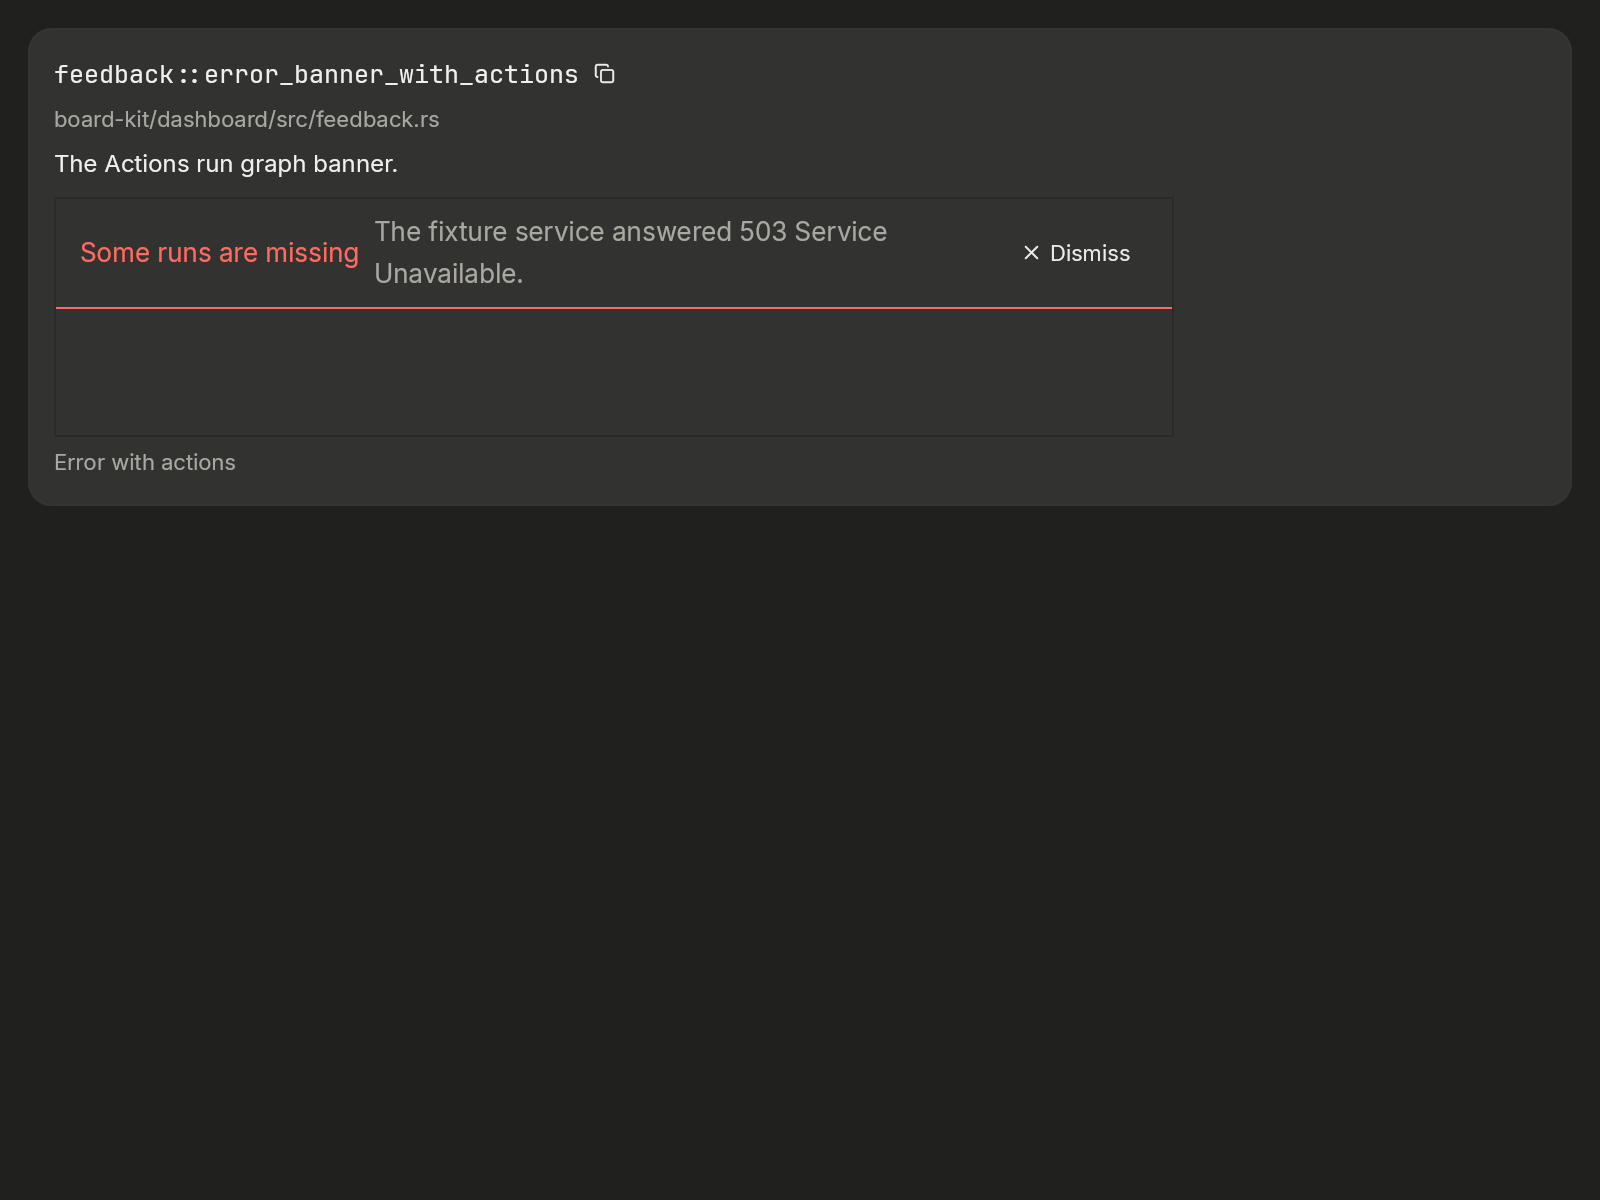 feedback::error_banner_with_actions
board-kit/dashboard/src/feedback.rs
The Actions run graph banner.
Some runs are missing
The fixture service answered 503 Service
Unavailable.
Dismiss
Error with actions